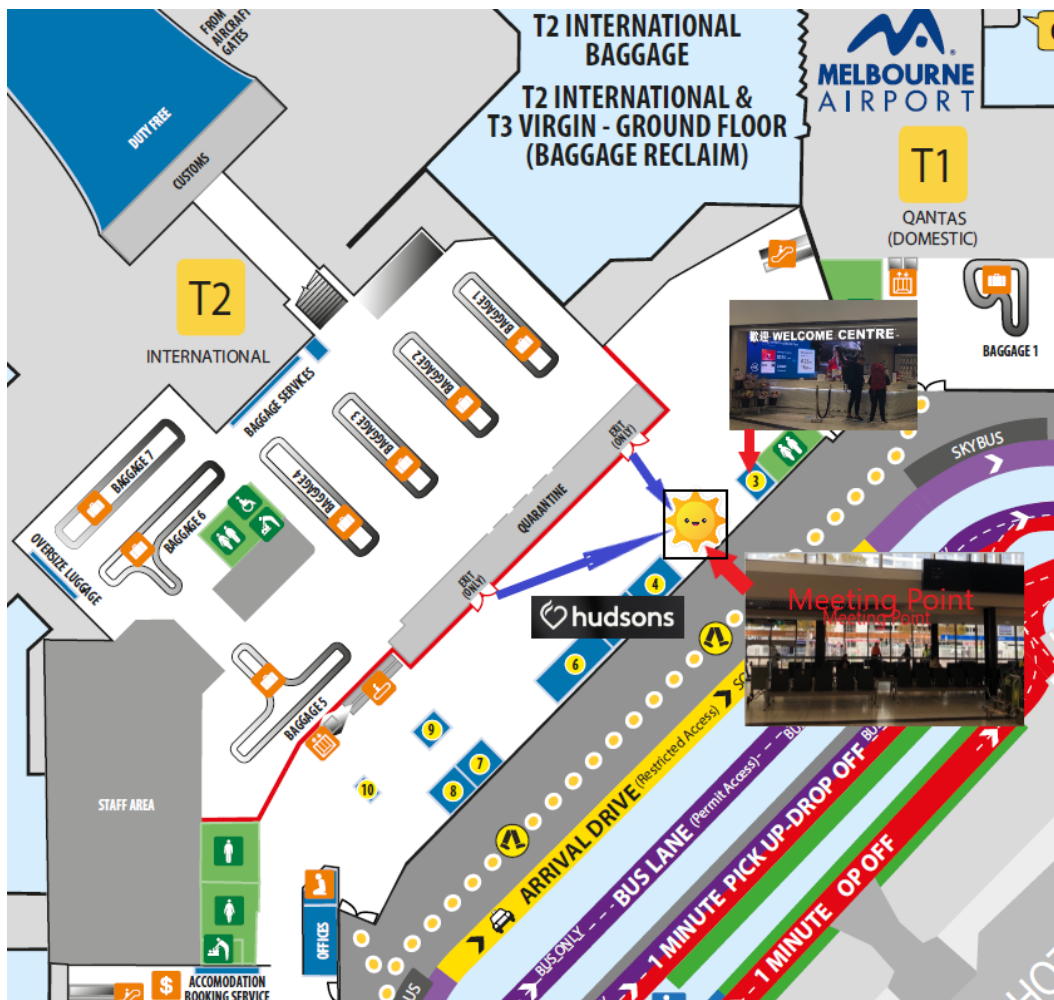 FROM
AIRCRAFT
GATES
DUTY FREE
CUSTOMS
T2 INTERNATIONAL
BAGGAGE
T2 INTERNATIONAL &
T3 VIRGIN - GROUND FLOOR
(BAGGAGE RECLAIM)
MELBOURNE
AIRPORT
®
T1
QANTAS
(DOMESTIC)
T2
INTERNATIONAL
BAGGAGE 1
BAGGAGE 2
BAGGAGE 3
BAGGAGE 4
BAGGAGE SERVICES
BAGGAGE 7
BAGGAGE 6
OVERSIZE LUGGAGE
BAGGAGE 1
歡迎 WELCOME CENTRE
SKYBUS
EXIT
(ONLY)
QUARANTINE
EXIT
(ONLY)
3
4
hudsons
6
Meeting Point
Meeting Point
BAGGAGE 5
9
7
8
10
STAFF AREA
OFFICES
ARRIVAL DRIVE (Restricted Access)
BUS LANE (Permit Access)
BUS ONLY
1 MINUTE PICK UP-DROP OFF
1 MINUTE OP OFF
$
ACCOMODATION
BOOKING SERVICE
BUS
HOT